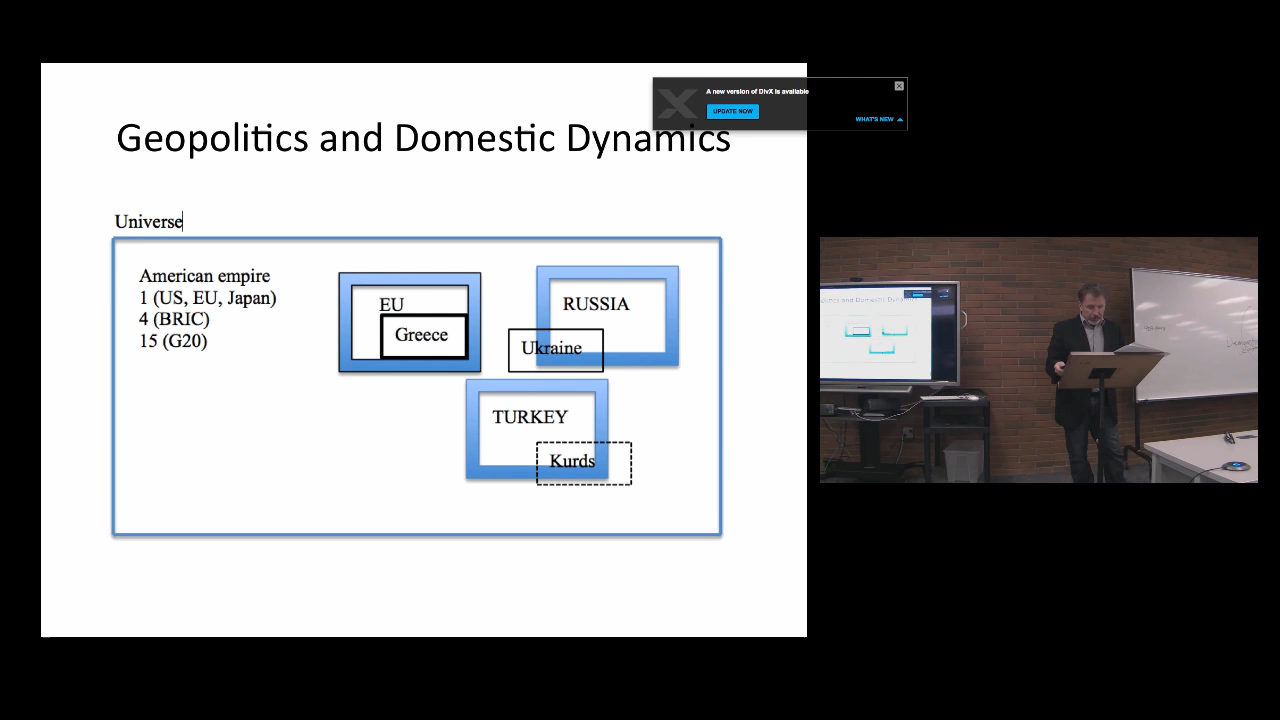 A new version of DivX is available
UPDATE NOW
WHAT'S NEW
Geopolitics and Domestic Dynamics
Universe
American empire
1 (US, EU, Japan)
4 (BRIC)
15 (G20)
EU
Greece
RUSSIA
Ukraine
TURKEY
Kurds